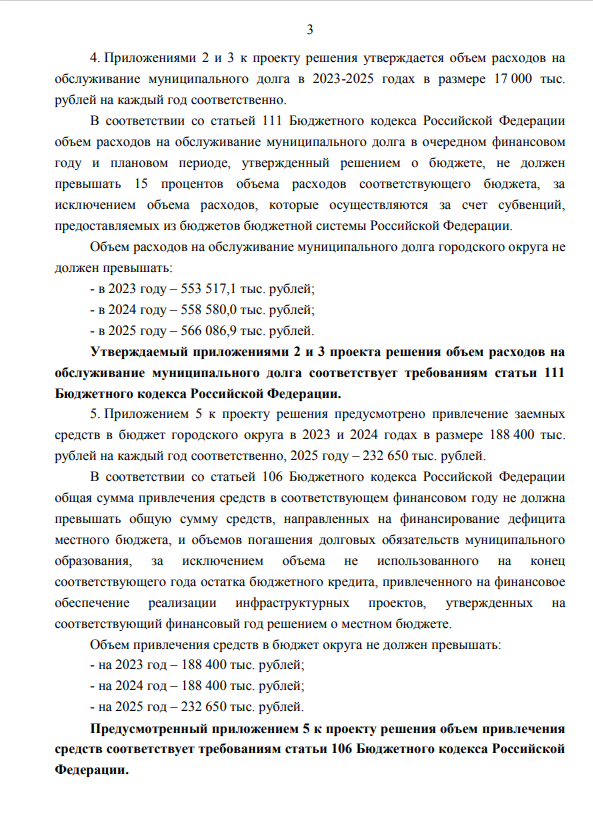 3
4. Приложениями 2 и 3 к проекту решения утверждается объем расходов на
обслуживание муниципального долга в 2023-2025 годах в размере 17 000 тыс.
рублей на каждый год соответственно.
В соответствии со статьей 111 Бюджетного кодекса Российской Федерации
объем расходов на обслуживание муниципального долга в очередном финансовом
году и плановом периоде, утвержденный решением о бюджете, не должен
превышать 15 процентов объема расходов соответствующего бюджета, за
исключением объема расходов, которые осуществляются за счет субвенций,
предоставляемых из бюджетов бюджетной системы Российской Федерации.
Объем расходов на обслуживание муниципального долга городского округа не
должен превышать:
- в 2023 году – 553 517,1 тыс. рублей;
- в 2024 году – 558 580,0 тыс. рублей;
- в 2025 году – 566 086,9 тыс. рублей.
Утверждаемый приложениями 2 и 3 проекта решения объем расходов на
обслуживание муниципального долга соответствует требованиям статьи 111
Бюджетного кодекса Российской Федерации.
5. Приложением 5 к проекту решения предусмотрено привлечение заемных
средств в бюджет городского округа в 2023 и 2024 годах в размере 188 400 тыс.
рублей на каждый год соответственно, 2025 году – 232 650 тыс. рублей.
В соответствии со статьей 106 Бюджетного кодекса Российской Федерации
общая сумма привлечения средств в соответствующем финансовом году не должна
превышать общую сумму средств, направленных на финансирование дефицита
местного бюджета, и объемов погашения долговых обязательств муниципального
образования, за исключением объема не использованного на конец
соответствующего года остатка бюджетного кредита, привлеченного на финансовое
обеспечение реализации инфраструктурных проектов, утвержденных на
соответствующий финансовый год решением о местном бюджете.
Объем привлечения средств в бюджет округа не должен превышать:
- на 2023 год – 188 400 тыс. рублей;
- на 2024 год – 188 400 тыс. рублей;
- на 2025 год – 232 650 тыс. рублей.
Предусмотренный приложением 5 к проекту решения объем привлечения
средств соответствует требованиям статьи 106 Бюджетного кодекса Российской
Федерации.